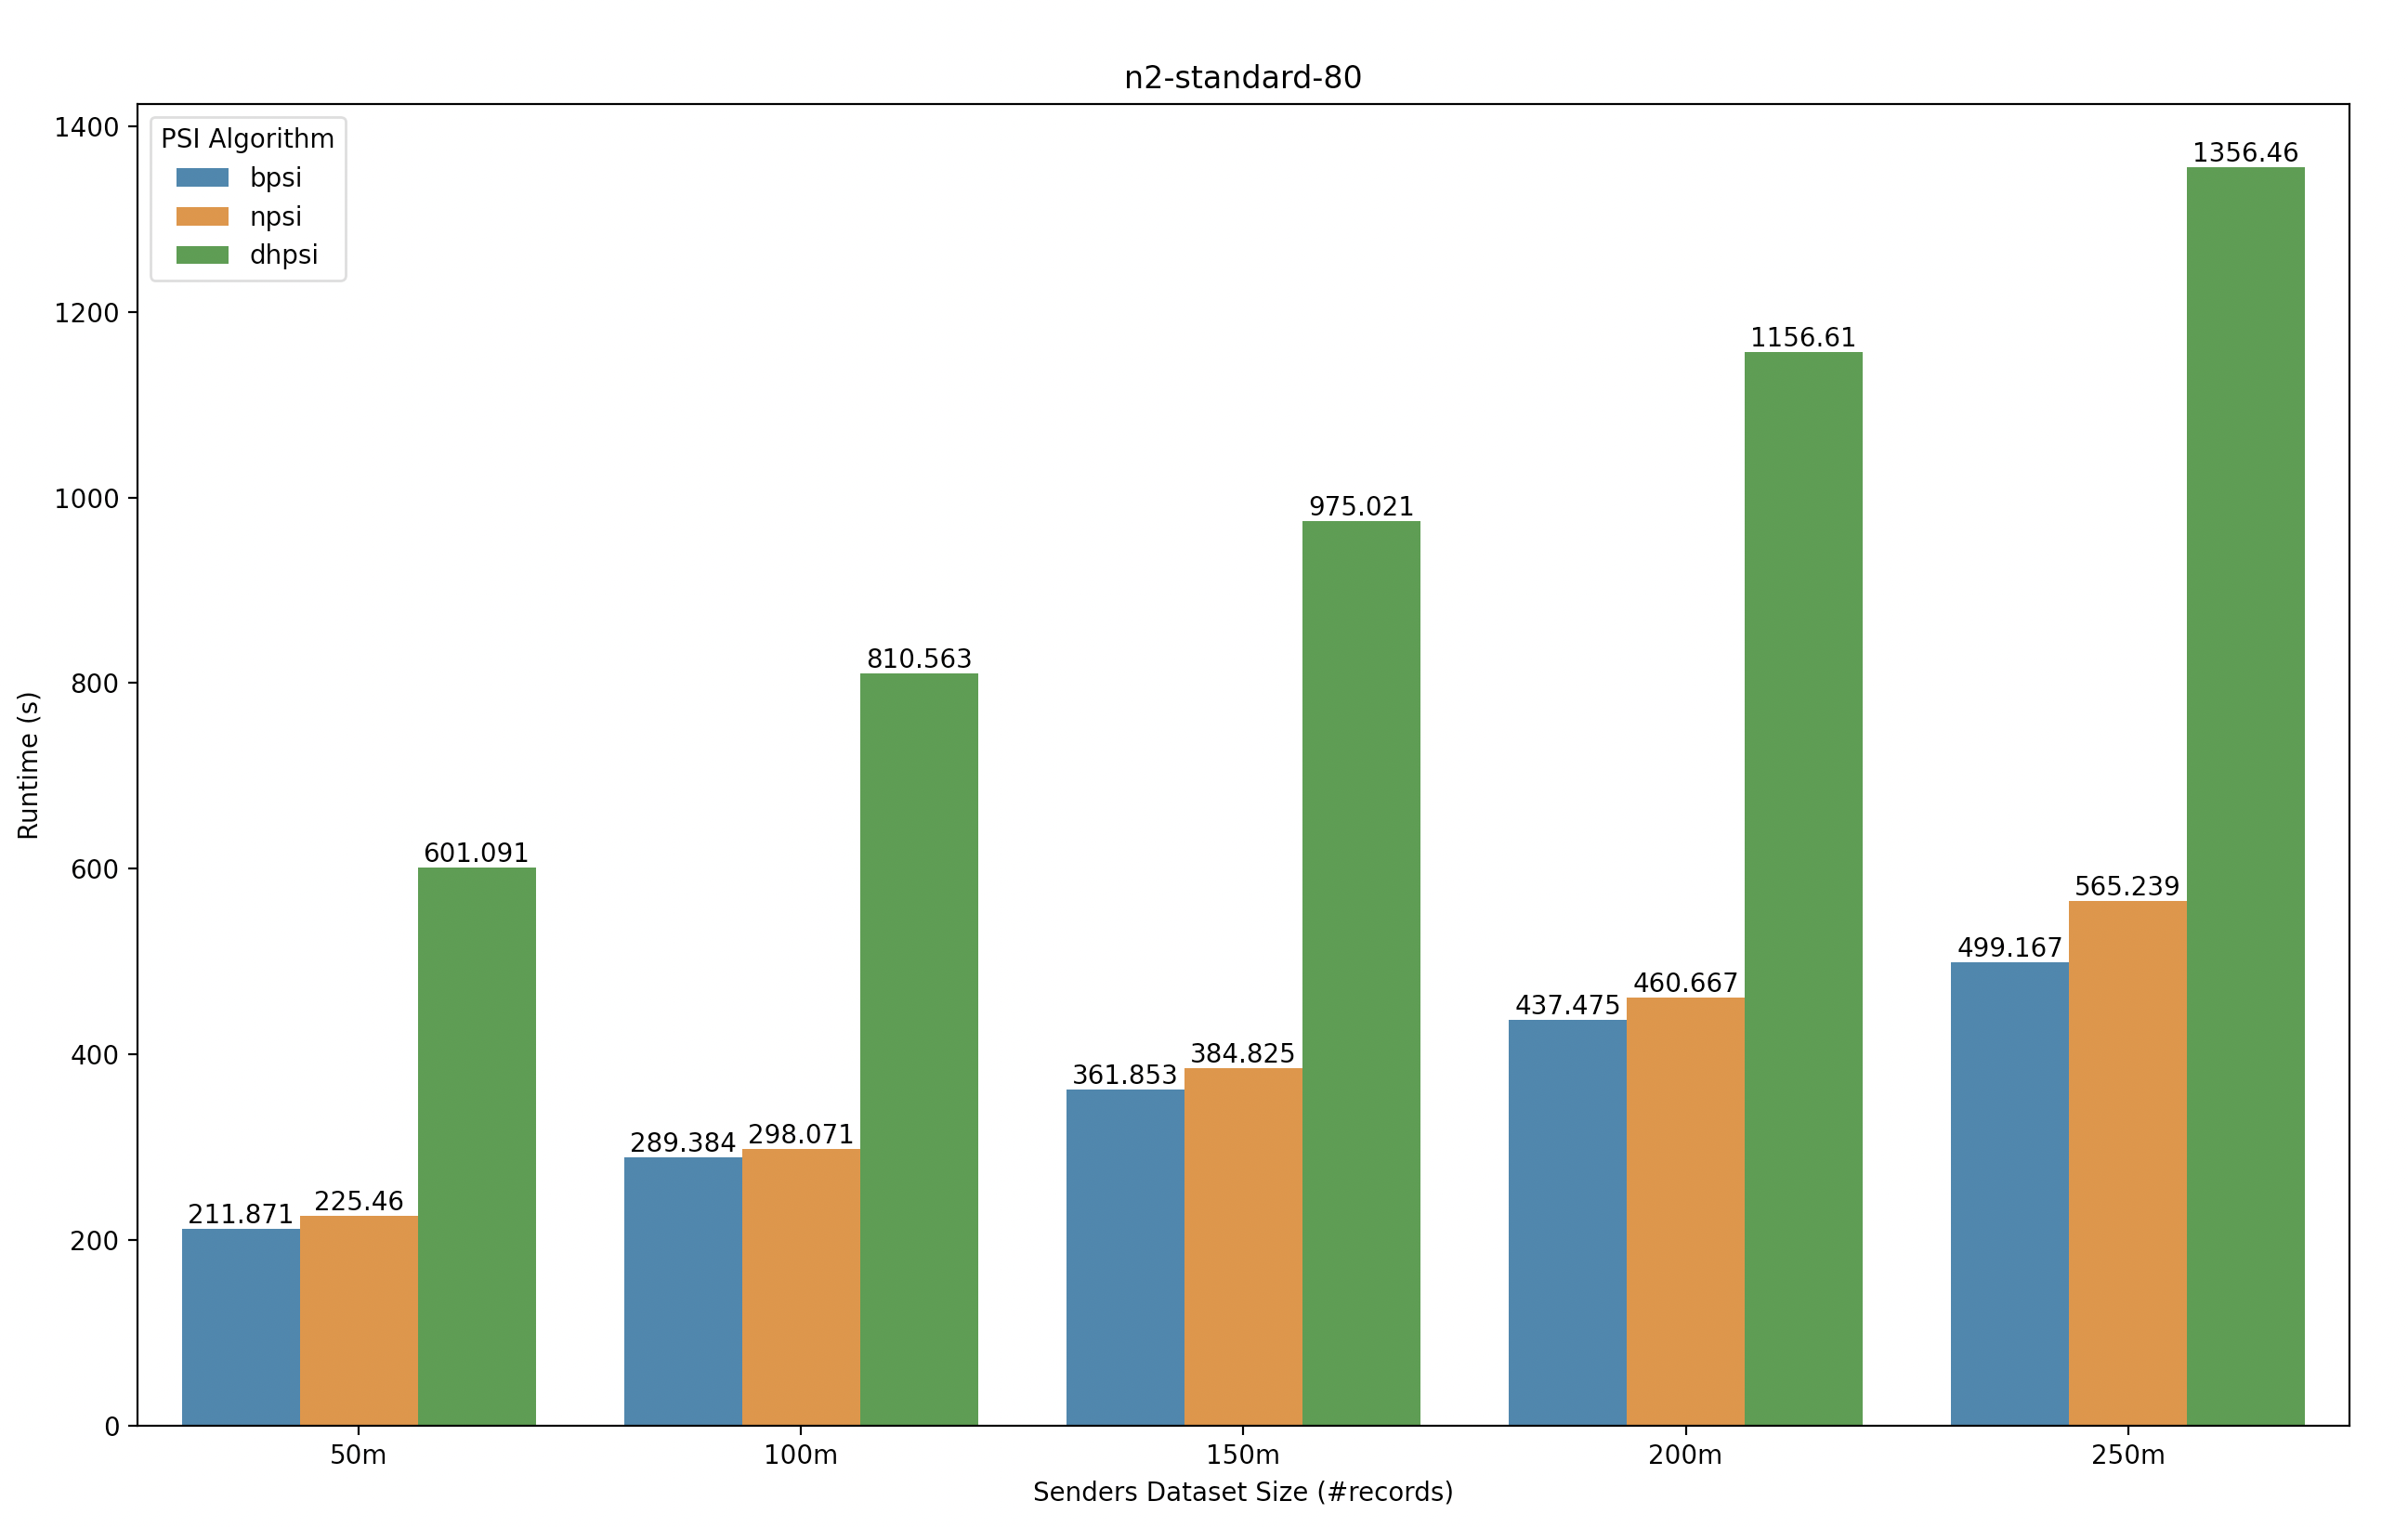 n2-standard-80
1400
1200
1000
800
600
400
200
0
Runtime (s)
PSI Algorithm
bpsi
npsi
dhpsi
211.871
225.46
601.091
289.384
298.071
810.563
361.853
384.825
975.021
437.475
460.667
1156.61
499.167
565.239
1356.46
50m
100m
150m
200m
250m
Senders Dataset Size (#records)